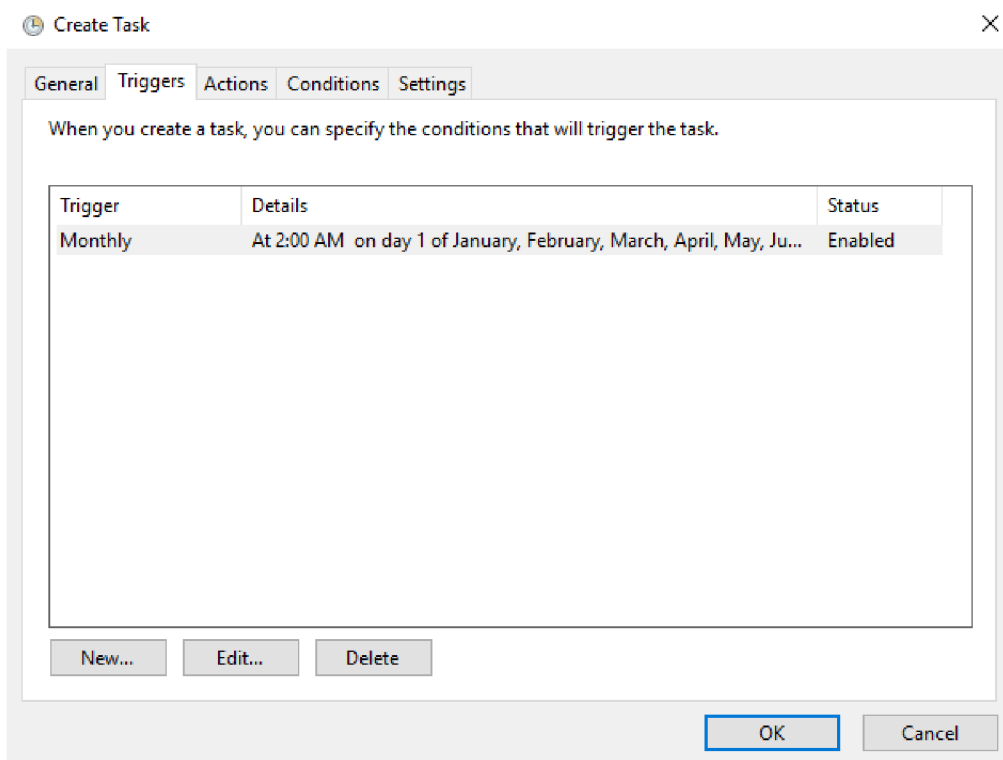 Create Task
General Triggers Actions Conditions Settings
When you create a task, you can specify the conditions that will trigger the task.
Trigger Details Status
Monthly At 2:00 AM  on day 1 of January, February, March, April, May, Ju... Enabled
New... Edit... Delete
OK Cancel